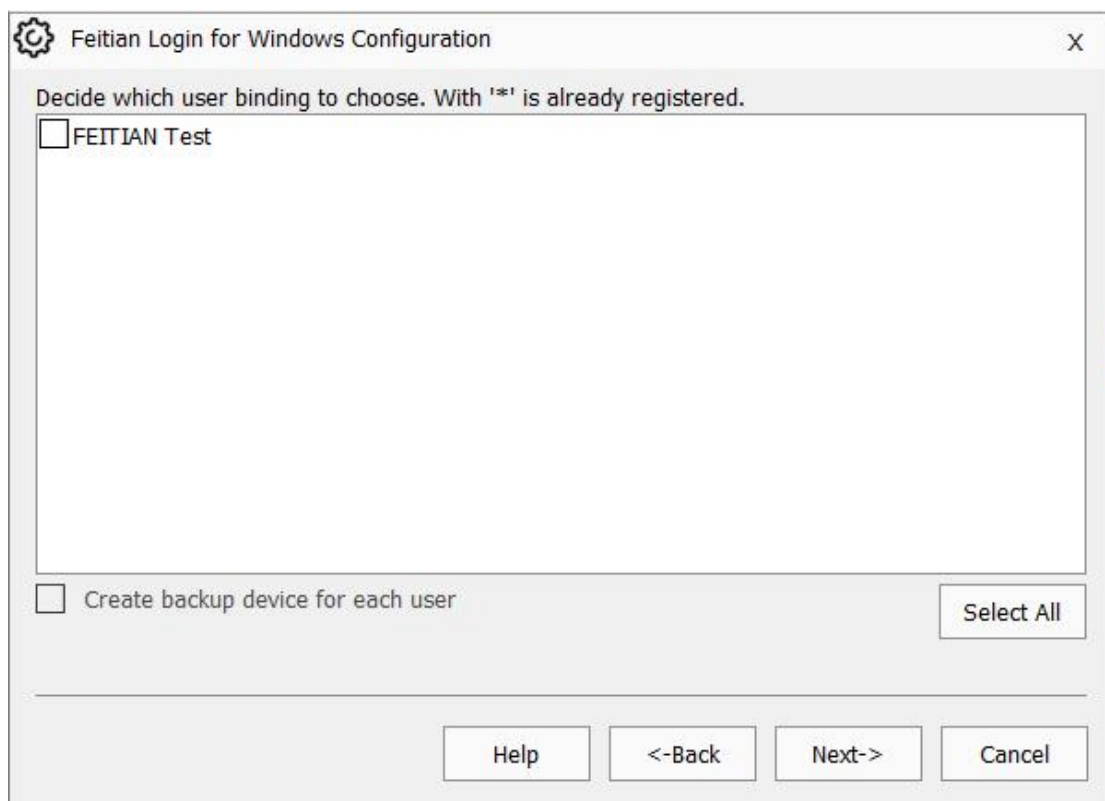 Feitian Login for Windows Configuration X
Decide which user binding to choose. With '*' is already registered.
FEITIAN Test
Create backup device for each user
Select All
Help <-Back Next-> Cancel